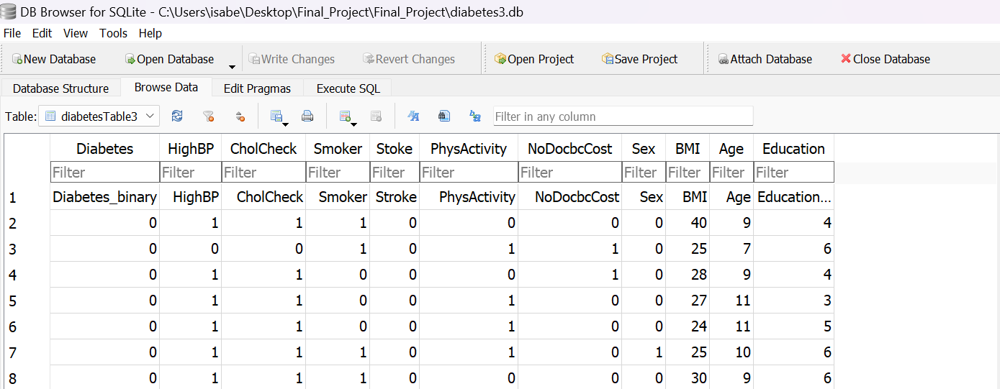 DB Browser for SQLite - C:\Users\isabe\Desktop\Final_Project\Final_Project\diabetes3.db
File Edit View Tools Help
New Database Open Database Write Changes Revert Changes Open Project Save Project Attach Database Close Database
Database Structure Browse Data Edit Pragmas Execute SQL
Table: diabetesTable3 Filter in any column
Diabetes HighBP CholCheck Smoker Stoke PhysActivity NoDocbcCost Sex BMI Age Education
Filter Filter Filter Filter Filter Filter Filter Filter Filter Filter Filter
1 Diabetes_binary HighBP CholCheck Smoker Stroke PhysActivity NoDocbcCost Sex BMI Age Education...
2 0 1 1 1 0 0 0 0 40 9 4
3 0 0 0 1 0 1 1 0 25 7 6
4 0 1 1 0 0 0 1 0 28 9 4
5 0 1 1 0 0 1 0 0 27 11 3
6 0 1 1 0 0 1 0 0 24 11 5
7 0 1 1 1 0 1 0 1 25 10 6
8 0 1 1 1 0 0 0 0 30 9 6